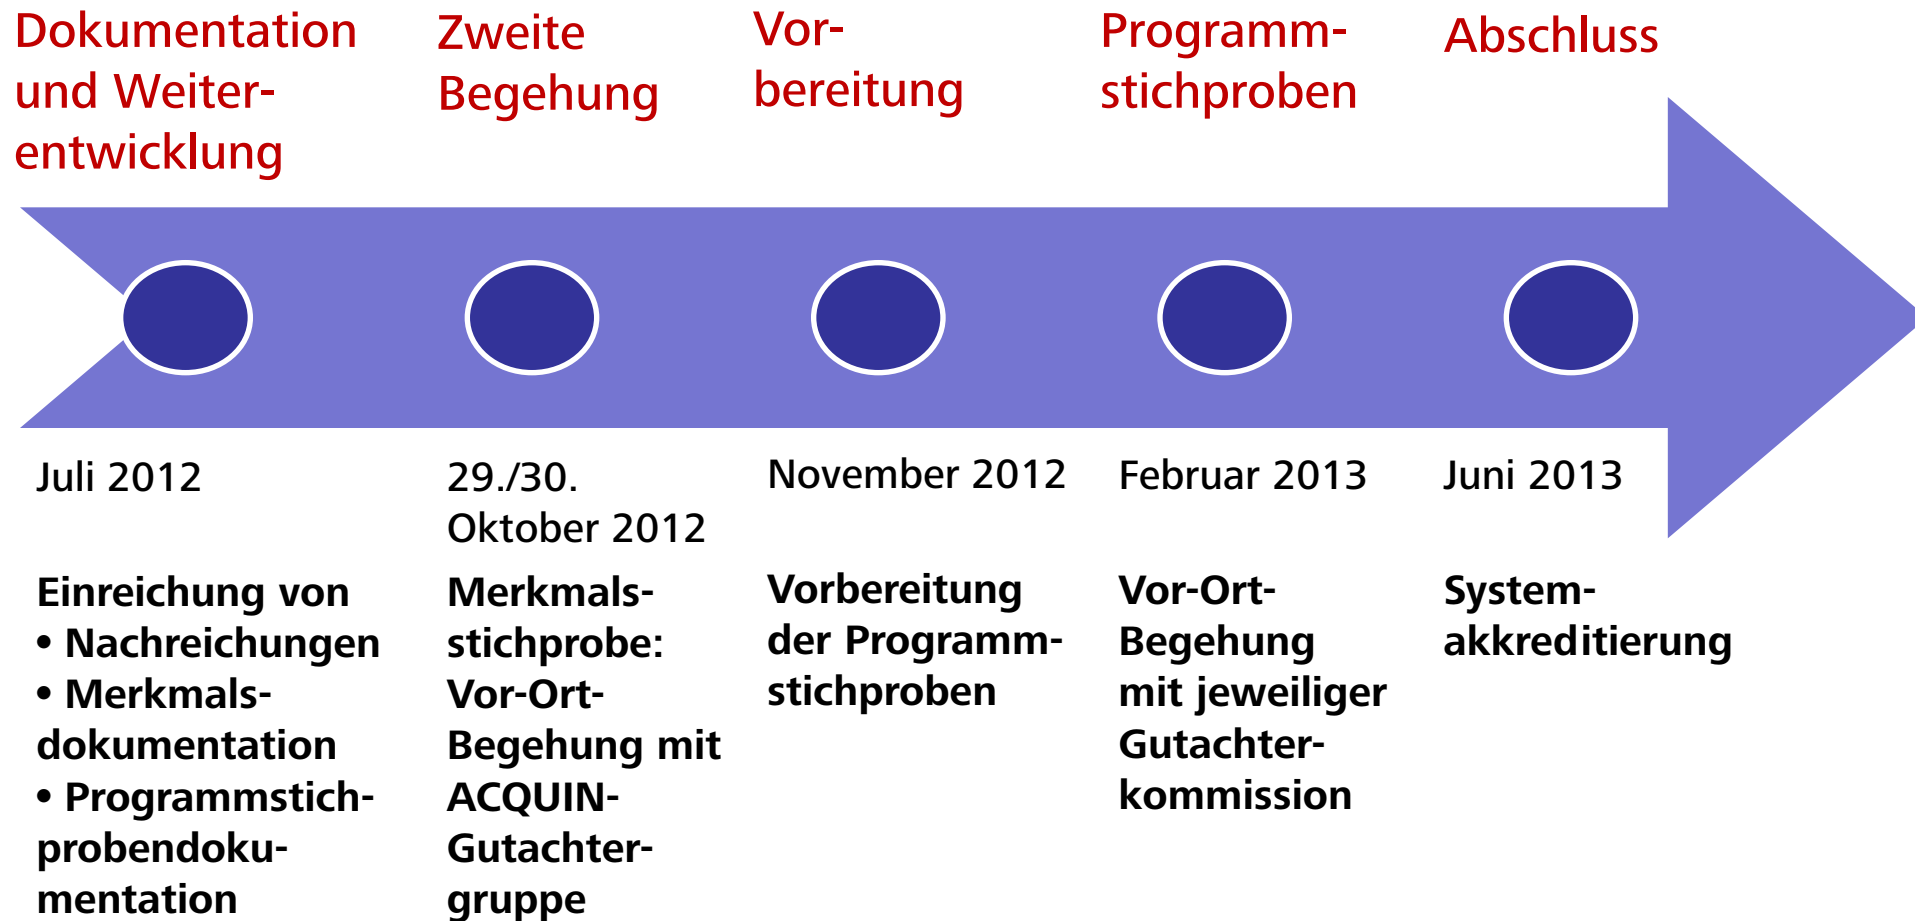 Dokumentation
und Weiter-
entwicklung
Zweite
Begehung
Vor-
bereitung
Programm-
stichproben
Abschluss
Juli 2012
Einreichung von
• Nachreichungen
• Merkmals-
dokumentation
• Programmstich-
probendoku-
mentation
29./30.
Oktober 2012
Merkmals-
stichprobe:
Vor-Ort-
Begehung mit
ACQUIN-
Gutachter-
gruppe
November 2012
Vorbereitung
der Programm-
stichproben
Februar 2013
Vor-Ort-
Begehung
mit jeweiliger
Gutachter-
kommission
Juni 2013
System-
akkreditierung